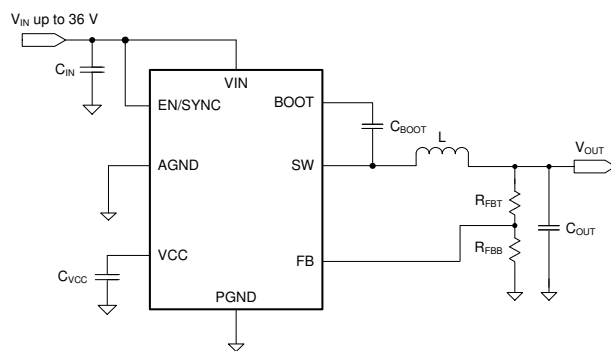 V_IN up to 36 V
C_IN
VIN
EN/SYNC
BOOT
C_BOOT
L
AGND
SW
V_OUT
R_FBT
C_OUT
R_FBB
VCC
FB
C_VCC
PGND